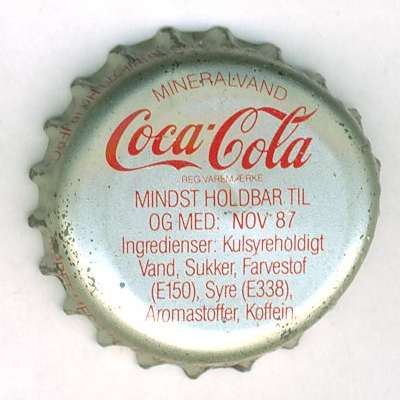 MINERALVAND
Coca-Cola
REG. VAREMÆRKE
MINDST HOLDBAR TIL
OG MED: NOV 87
Ingredienser: Kulsyreholdigt
Vand, Sukker, Farvestof
(E150), Syre (E338),
Aromastoffer, Koffein.